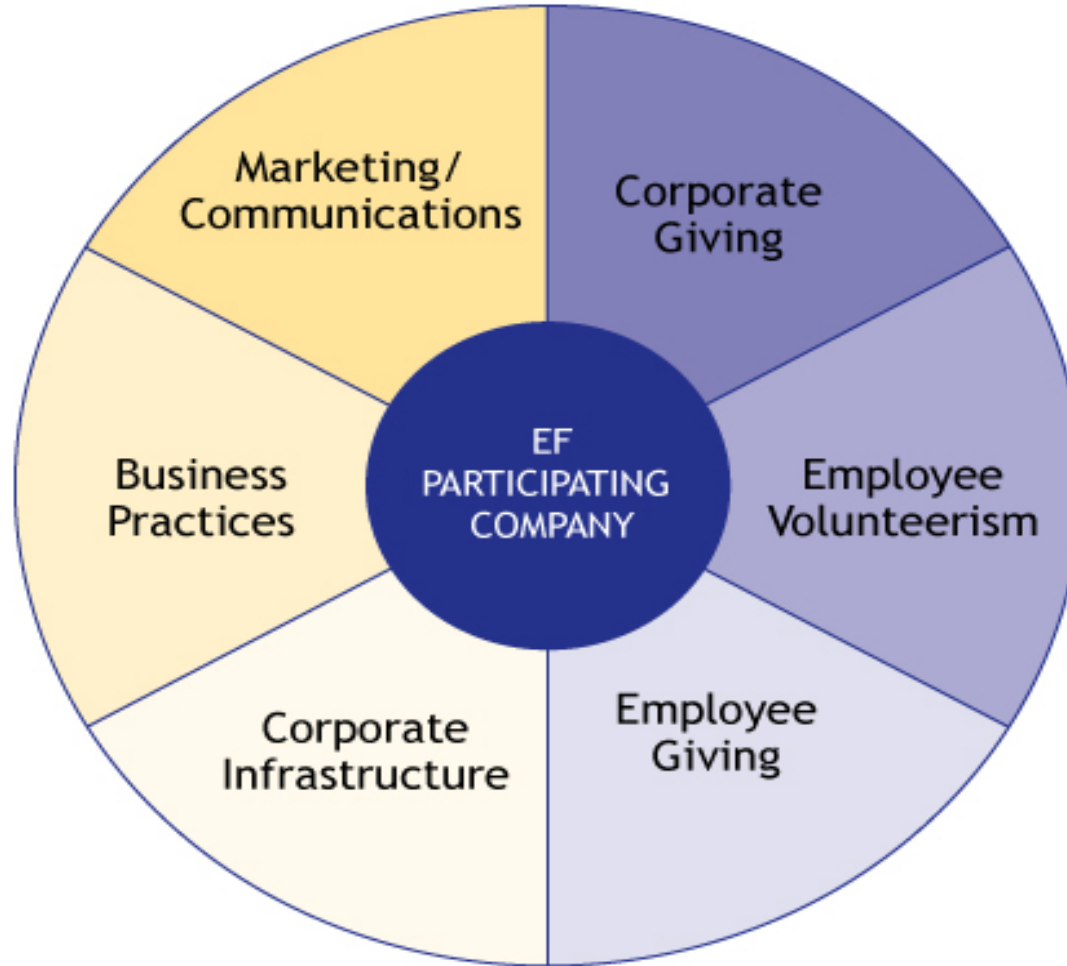 Marketing/
Communications
Corporate
Giving
Business
Practices
EF
PARTICIPATING
COMPANY
Employee
Volunteerism
Corporate
Infrastructure
Employee
Giving